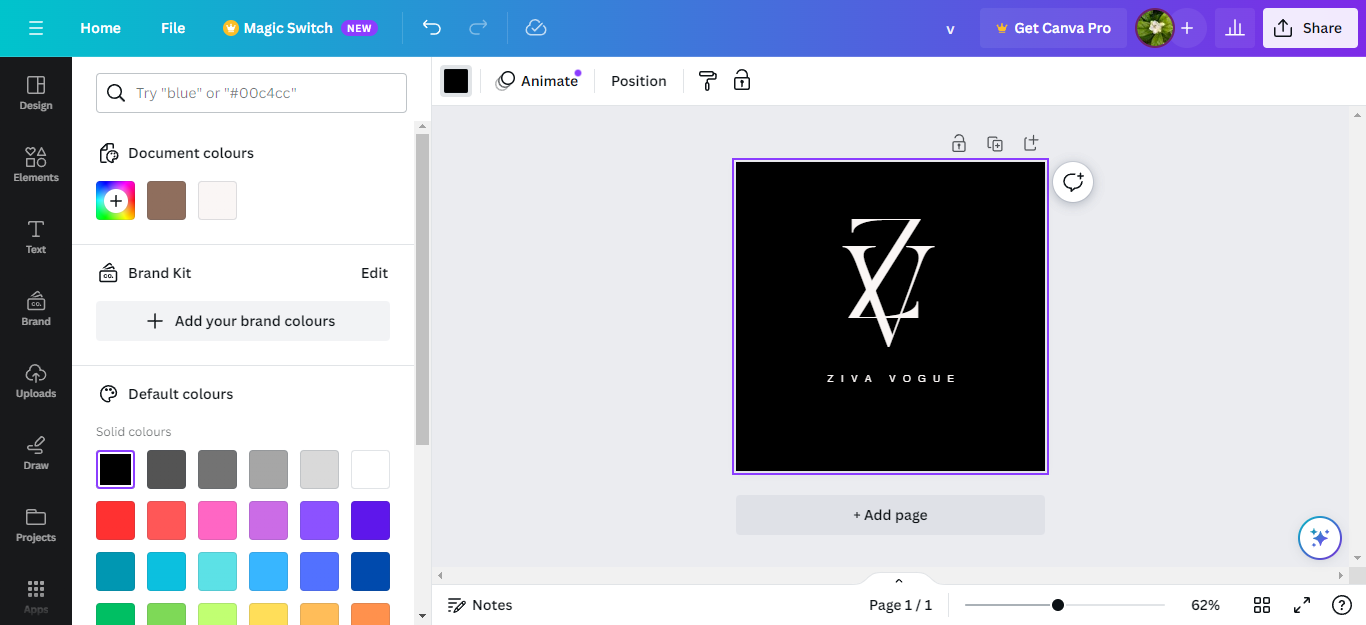 Home
File
Magic Switch
NEW
v
Get Canva Pro
Share
Design
Elements
Text
Brand
Uploads
Draw
Projects
Apps
Try "blue" or "#00c4cc"
Document colours
Brand Kit
Edit
CO.
Add your brand colours
Default colours
Solid colours
Animate
Position
ZV
ZIVA VOGUE
+ Add page
Notes
Page 1 / 1
62%